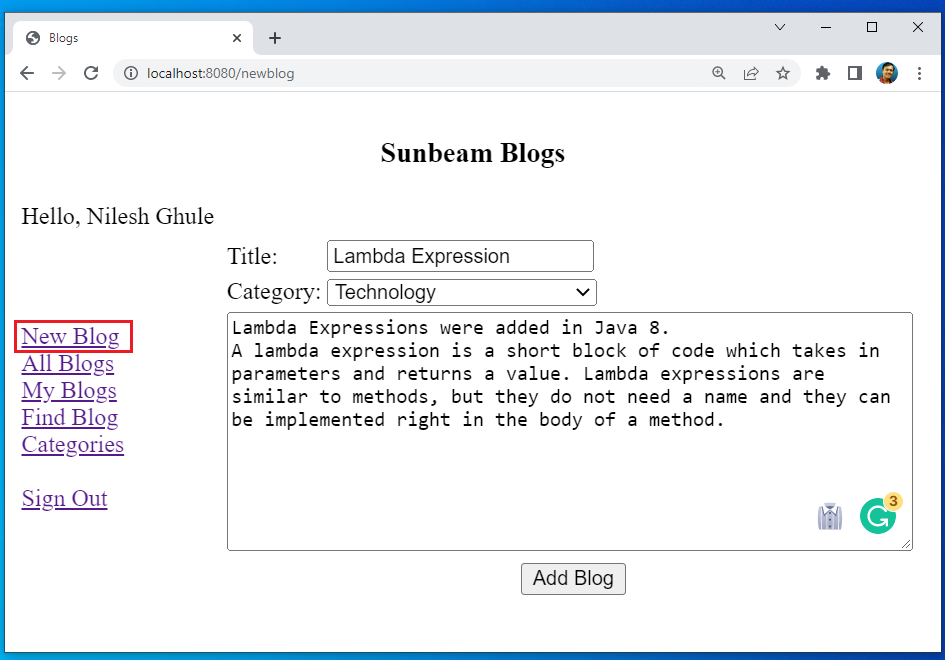 Blogs
localhost:8080/newblog
Sunbeam Blogs
Hello, Nilesh Ghule
Title: Lambda Expression
Category: Technology
New Blog
All Blogs
My Blogs
Find Blog
Categories
Sign Out
Lambda Expressions were added in Java 8.
A lambda expression is a short block of code which takes in
parameters and returns a value. Lambda expressions are
similar to methods, but they do not need a name and they can
be implemented right in the body of a method.
3
Add Blog